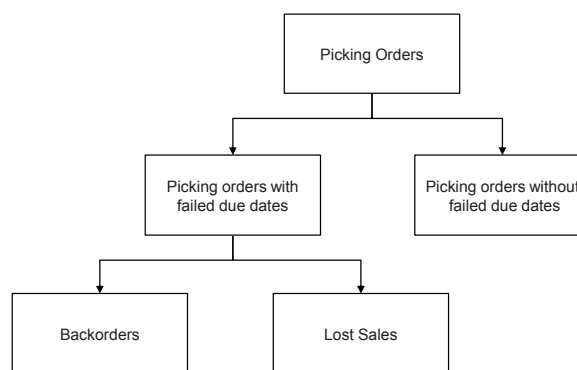 Picking Orders
Picking orders with
failed due dates
Picking orders without
failed due dates
Backorders
Lost Sales